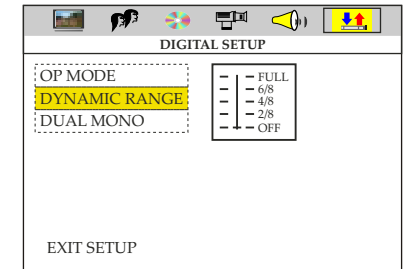 DIGITAL SETUP
OP MODE
DYNAMIC RANGE
DUAL MONO
FULL
6/8
4/8
2/8
OFF
EXIT SETUP